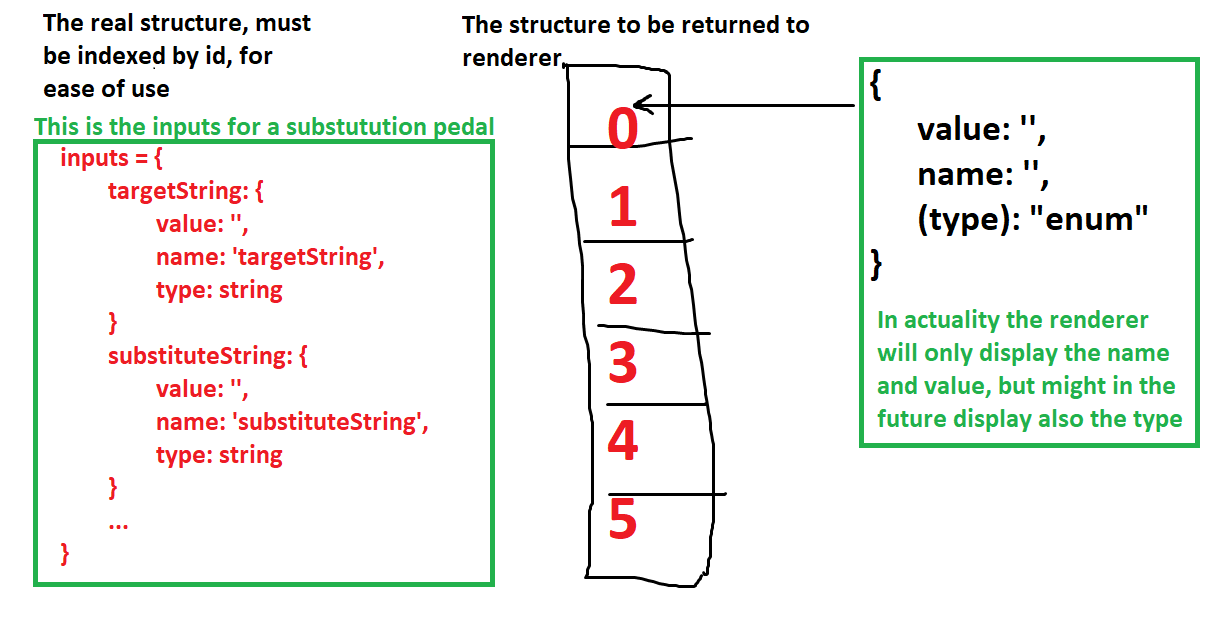 The real structure, must
be indexed by id, for
ease of use
This is the inputs for a substutution pedal
inputs = {
targetString: {
value: '',
name: 'targetString',
type: string
}
substituteString: {
value: '',
name: 'substituteString',
type: string
}
...
}
The structure to be returned to
renderer
0
1
2
3
4
5
{
value: '',
name: '',
(type): "enum"
}
In actuality the renderer
will only display the name
and value, but might in the
future display also the type